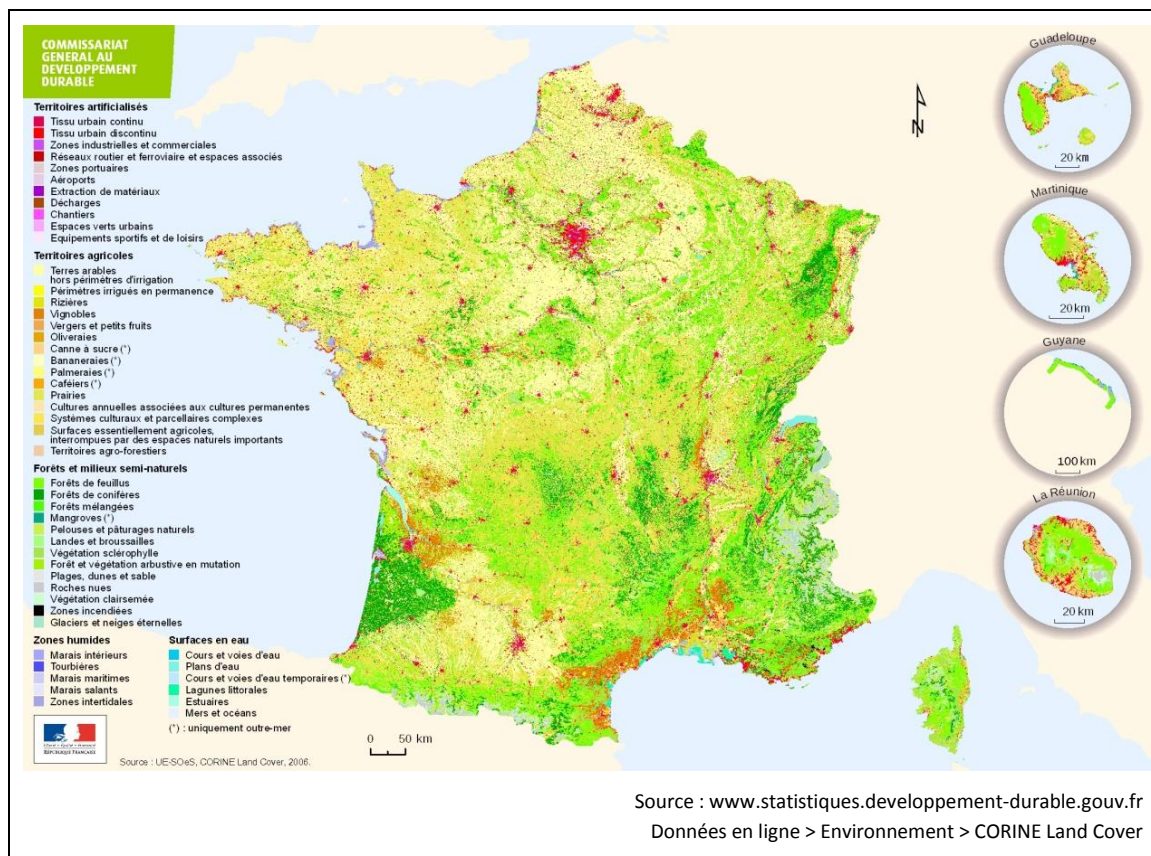 COMMISSARIAT
GENERAL AU
DEVELOPPEMENT
DURABLE
Territoires artificialisés
Tissu urbain continu
Tissu urbain discontinu
Zones industrielles et commerciales
Réseaux routier et ferroviaire et espaces associés
Zones portuaires
Aéroports
Extraction de matériaux
Décharges
Chantiers
Espaces verts urbains
Equipements sportifs et de loisirs
Territoires agricoles
Terres arables
hors périmètres d'irrigation
Périmètres irrigués en permanence
Rizières
Vignobles
Vergers et petits fruits
Oliveraies
Canne à sucre (*)
Bananeraies (*)
Palmeraies (*)
Caféiers (*)
Prairies
Cultures annuelles associées aux cultures permanentes
Systèmes culturaux et parcellaires complexes
Surfaces essentiellement agricoles,
interrompues par des espaces naturels importants
Territoires agro-forestiers
Forêts et milieux semi-naturels
Forêts de feuillus
Forêts de conifères
Forêts mélangées
Mangroves (*)
Pelouses et pâturages naturels
Landes et broussailles
Végétation sclérophylle
Forêt et végétation arbustive en mutation
Plages, dunes et sable
Roches nues
Végétation clairsemée
Zones incendiées
Glaciers et neiges éternelles
Zones humides
Marais intérieurs
Tourbières
Marais maritimes
Marais salants
Zones intertidales
Surfaces en eau
Cours et voies d'eau
Plans d'eau
Cours et voies d'eau temporaires (*)
Lagunes littorales
Estuaires
Mers et océans
(*) : uniquement outre-mer
RÉPUBLIQUE FRANÇAISE
Source : UE-SOeS, CORINE Land Cover, 2006.
0 50 km
N
Guadeloupe
20 km
Martinique
20 km
Guyane
100 km
La Réunion
20 km
Source : www.statistiques.developpement-durable.gouv.fr
Données en ligne > Environnement > CORINE Land Cover